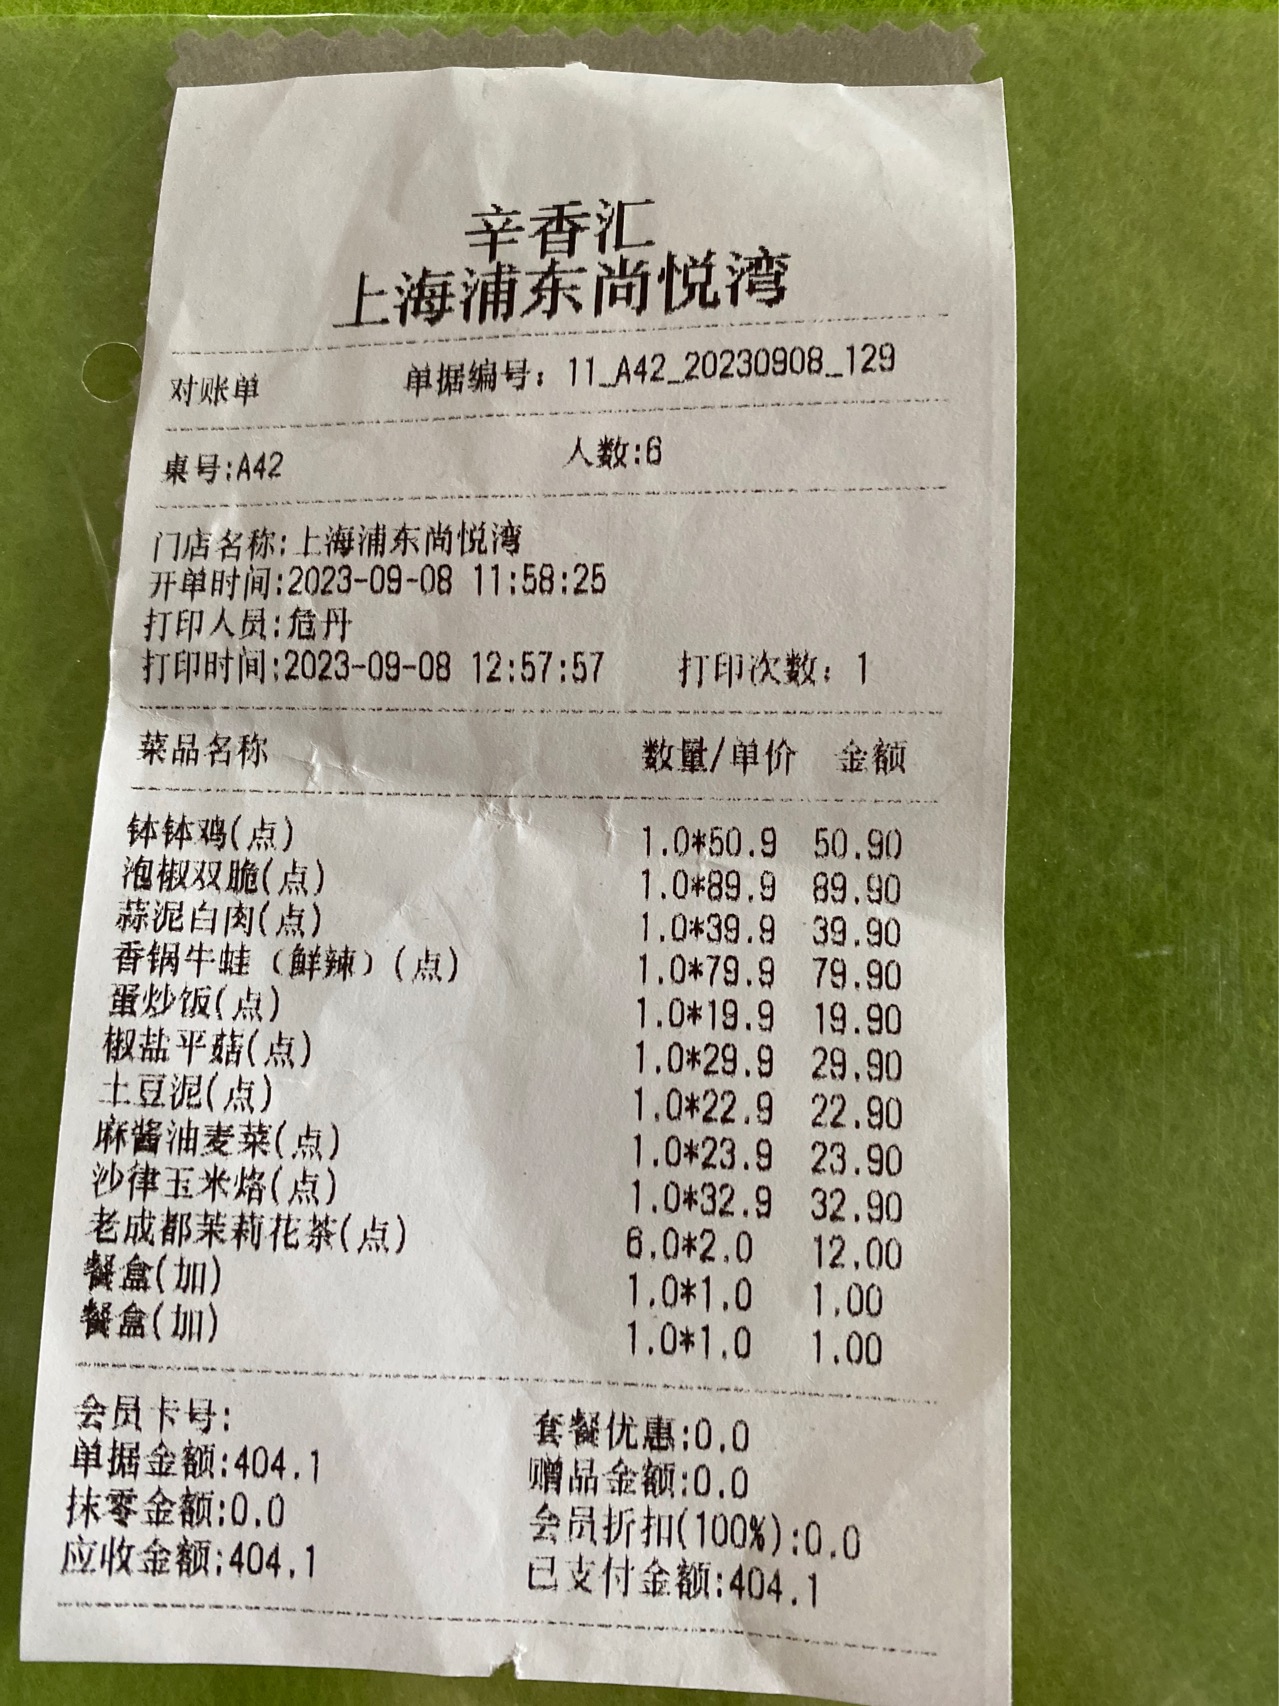 辛香汇
上海浦东尚悦湾
对账单 单据编号：11_A42_20230908_129
桌号:A42 人数:6
门店名称:上海浦东尚悦湾
开单时间:2023-09-08 11:58:25
打印人员:危丹
打印时间:2023-09-08 12:57:57 打印次数：1
菜品名称 数量/单价 金额
钵钵鸡(点) 1.0*50.9 50.90
泡椒双脆(点) 1.0*89.9 89.90
蒜泥白肉(点) 1.0*39.9 39.90
香锅牛蛙（鲜辣）(点) 1.0*79.9 79.90
蛋炒饭(点) 1.0*19.9 19.90
椒盐平菇(点) 1.0*29.9 29.90
土豆泥(点) 1.0*22.9 22.90
麻酱油麦菜(点) 1.0*23.9 23.90
沙律玉米烙(点) 1.0*32.9 32.90
老成都茉莉花茶(点) 6.0*2.0 12.00
餐盒(加) 1.0*1.0 1.00
餐盒(加) 1.0*1.0 1.00
会员卡号: 套餐优惠:0.0
单据金额:404.1 赠品金额:0.0
抹零金额:0.0 会员折扣(100%):0.0
应收金额:404.1 已支付金额:404.1